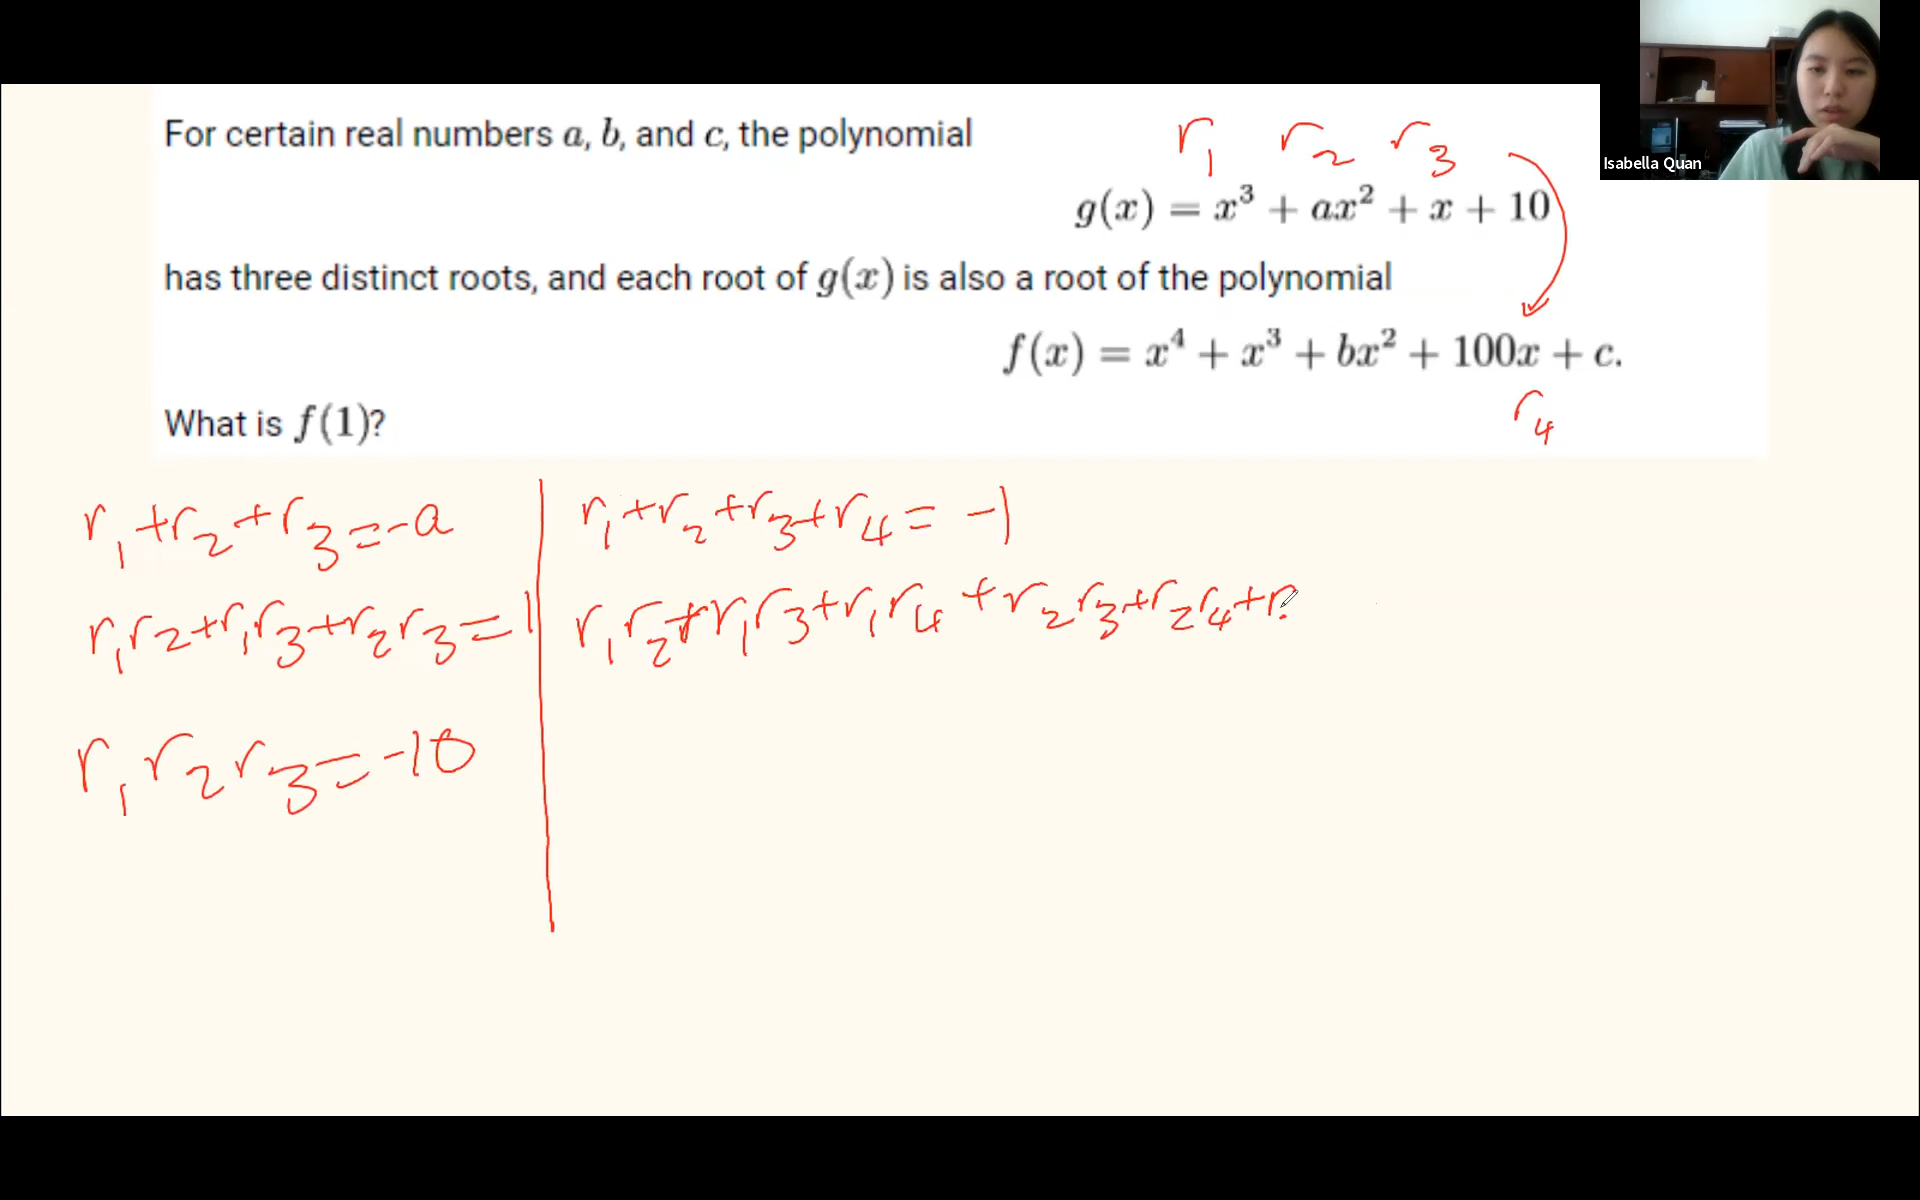 For certain real numbers a, b, and c, the polynomial
r₁ r₂ r₃
g(x) = x³ + ax² + x + 10
has three distinct roots, and each root of g(x) is also a root of the polynomial
f(x) = x⁴ + x³ + bx² + 100x + c.
r₄
What is f(1)?
Isabella Quan
r₁+r₂+r₃=-a
r₁r₂+r₁r₃+r₂r₃=1
r₁r₂r₃=-10
r₁+r₂+r₃+r₄=-1
r₁r₂+r₁r₃+r₁r₄+r₂r₃+r₂r₄+r